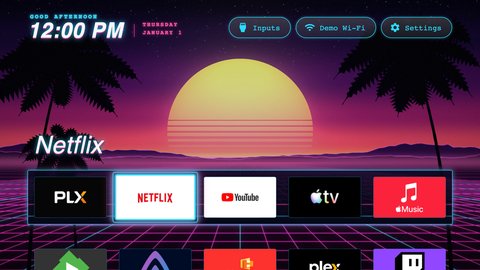 GOOD AFTERNOON
12:00 PM
THURSDAY
JANUARY 1
Inputs
Demo Wi-Fi
Settings
Netflix
PLX
NETFLIX
YouTube
tv
Music
plex